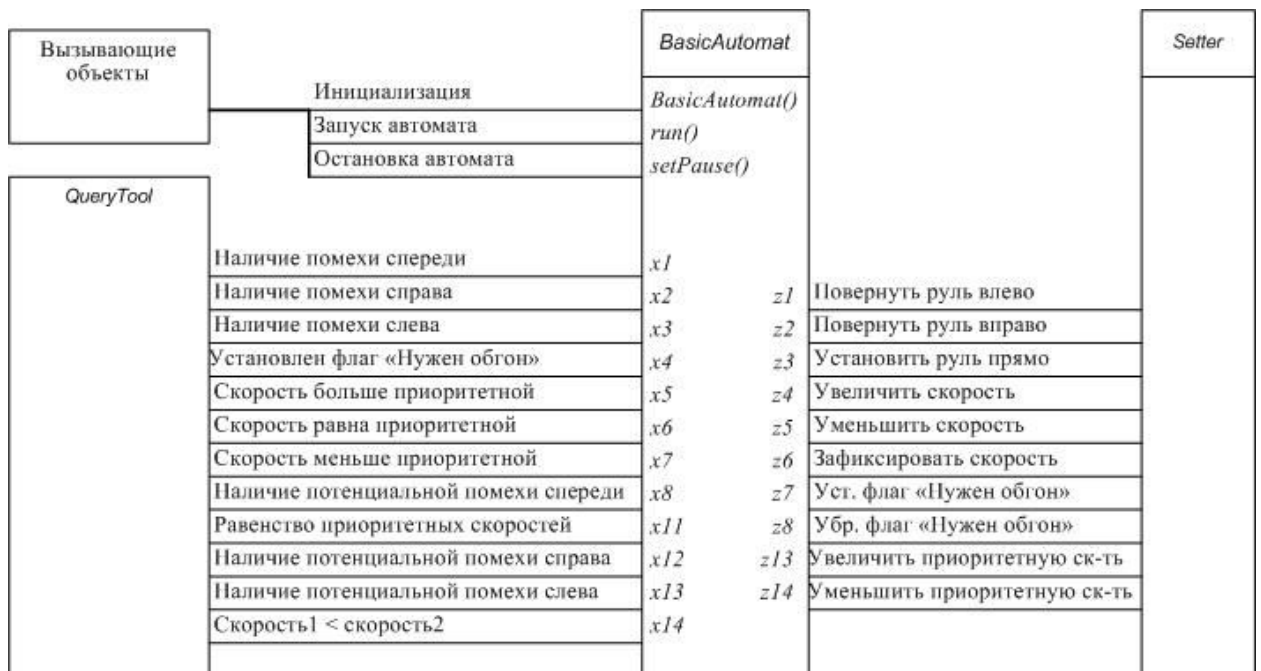 Вызывающие
объекты
BasicAutomat
Setter
Инициализация BasicAutomat()
Запуск автомата run()
Остановка автомата setPause()
QueryTool
Наличие помехи спереди x1
Наличие помехи справа x2 z1 Повернуть руль влево
Наличие помехи слева x3 z2 Повернуть руль вправо
Установлен флаг «Нужен обгон» x4 z3 Установить руль прямо
Скорость больше приоритетной x5 z4 Увеличить скорость
Скорость равна приоритетной x6 z5 Уменьшить скорость
Скорость меньше приоритетной x7 z6 Зафиксировать скорость
Наличие потенциальной помехи спереди x8 z7 Уст. флаг «Нужен обгон»
Равенство приоритетных скоростей x11 z8 Убр. флаг «Нужен обгон»
Наличие потенциальной помехи справа x12 z13 Увеличить приоритетную ск-ть
Наличие потенциальной помехи слева x13 z14 Уменьшить приоритетную ск-ть
Скорость1 < скорость2 x14